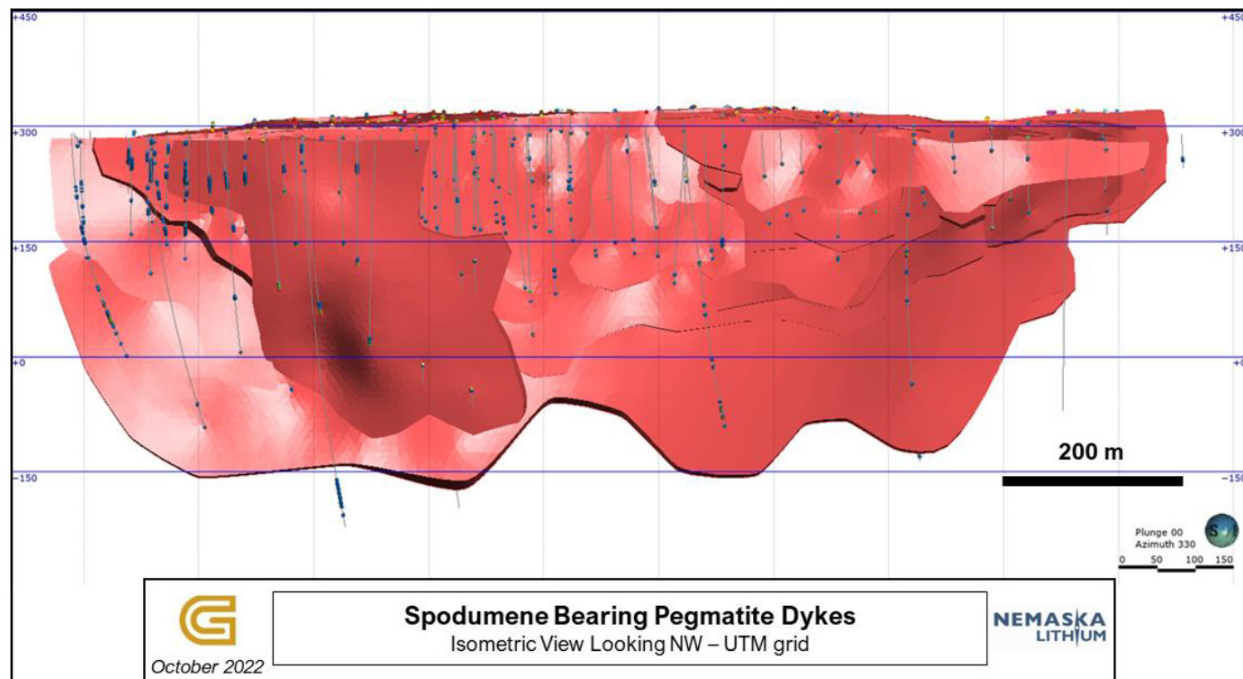 +450
+450
+300
+300
+150
+150
+0
+0
-150
-150
200 m
Plunge 00
Azimuth 330
0 50 100 150
Spodumene Bearing Pegmatite Dykes
Isometric View Looking NW – UTM grid
October 2022
NEMASKA
LITHIUM